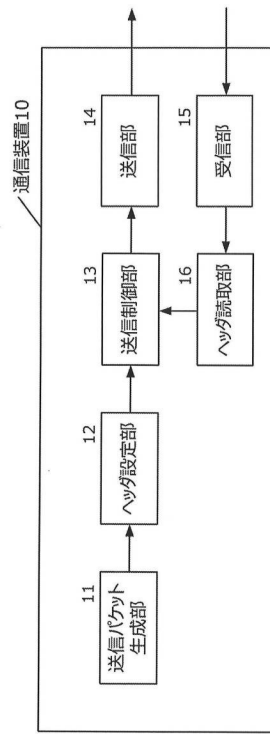 通信装置10
11
送信パケット
生成部
12
ヘッダ設定部
13
送信制御部
14
送信部
15
受信部
16
ヘッダ読取部